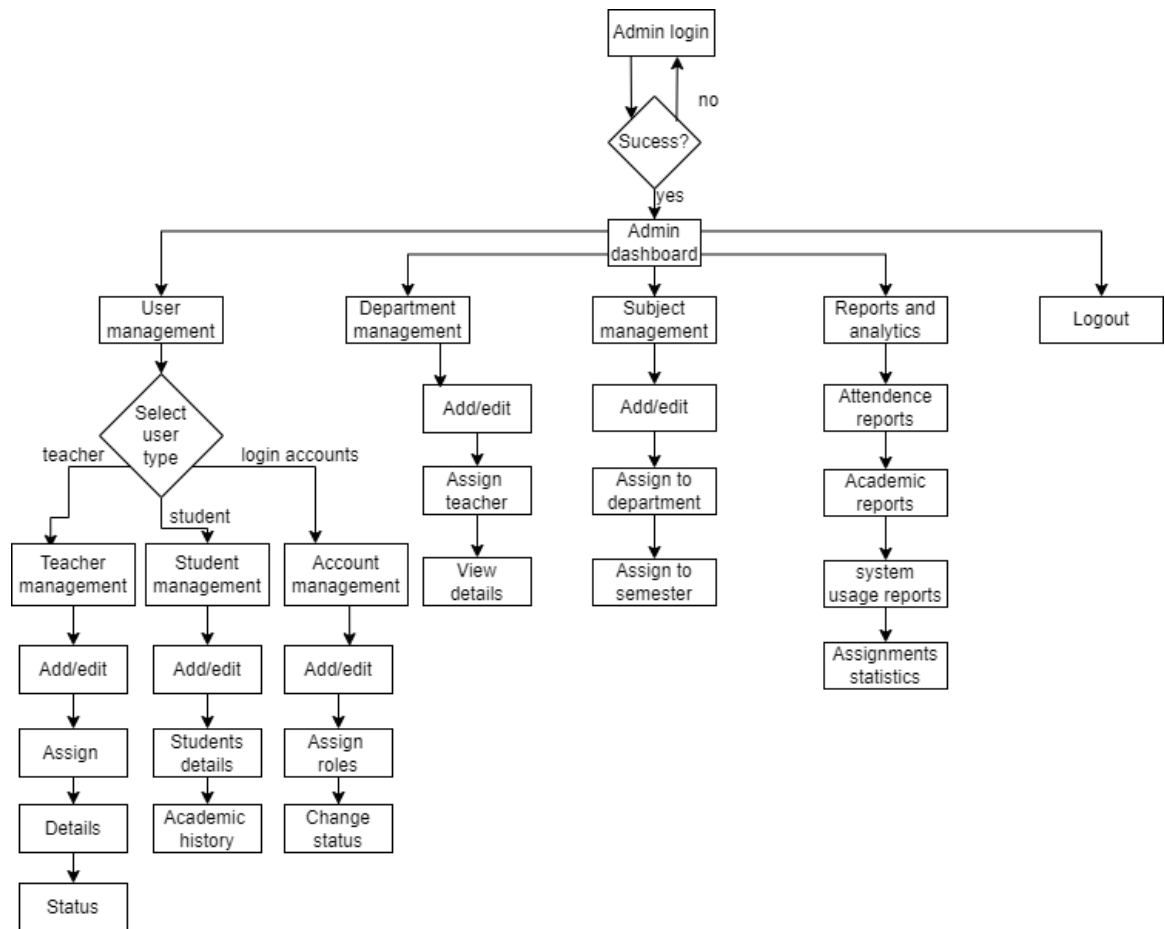 Admin login
no
Sucess?
yes
Admin
dashboard
User
management
Department
management
Subject
management
Reports and
analytics
Logout
Select
user
type
teacher
login accounts
student
Add/edit
Add/edit
Attendence
reports
Assign
teacher
Assign to
department
Academic
reports
Teacher
management
Student
management
Account
management
View
details
Assign to
semester
system
usage reports
Add/edit
Add/edit
Add/edit
Assignments
statistics
Assign
Students
details
Assign
roles
Details
Academic
history
Change
status
Status